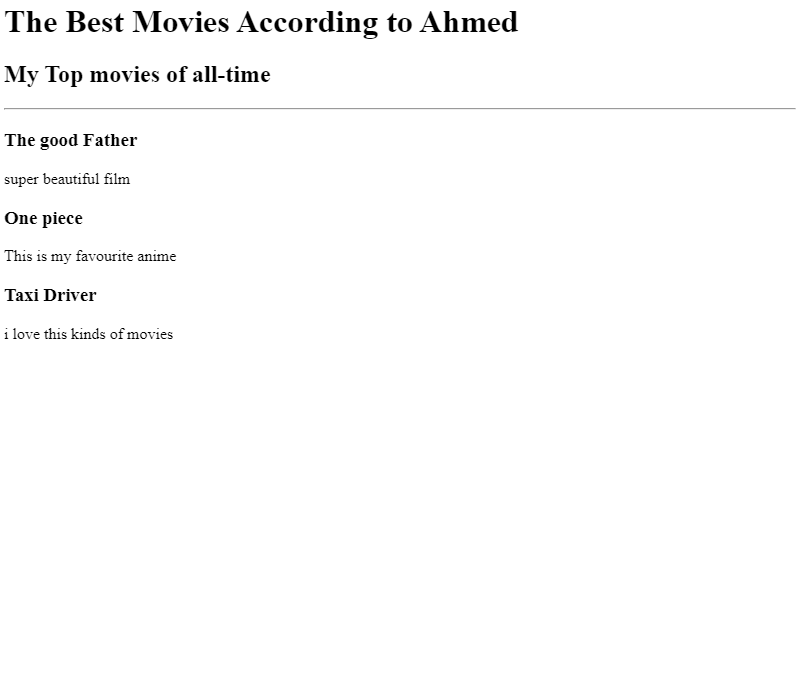 The Best Movies According to Ahmed
My Top movies of all-time
The good Father
super beautiful film
One piece
This is my favourite anime
Taxi Driver
i love this kinds of movies